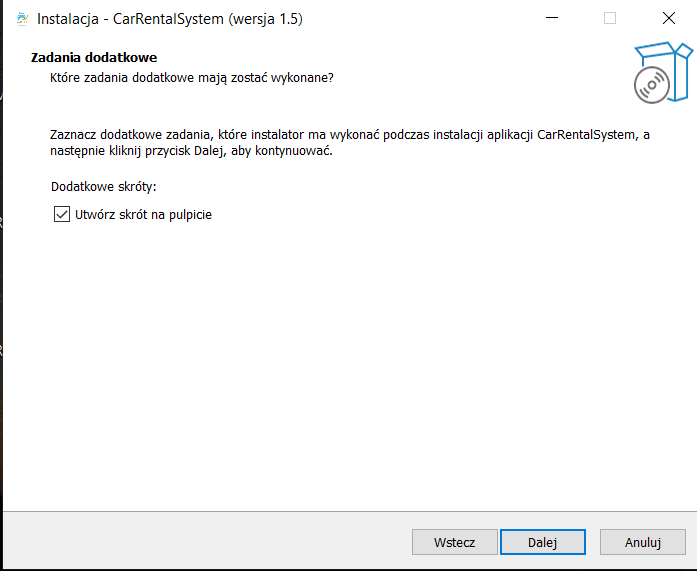 Instalacja - CarRentalSystem (wersja 1.5)
Zadania dodatkowe
Które zadania dodatkowe mają zostać wykonane?
Zaznacz dodatkowe zadania, które instalator ma wykonać podczas instalacji aplikacji CarRentalSystem, a
następnie kliknij przycisk Dalej, aby kontynuować.
Dodatkowe skróty:
Utwórz skrót na pulpicie
Wstecz
Dalej
Anuluj